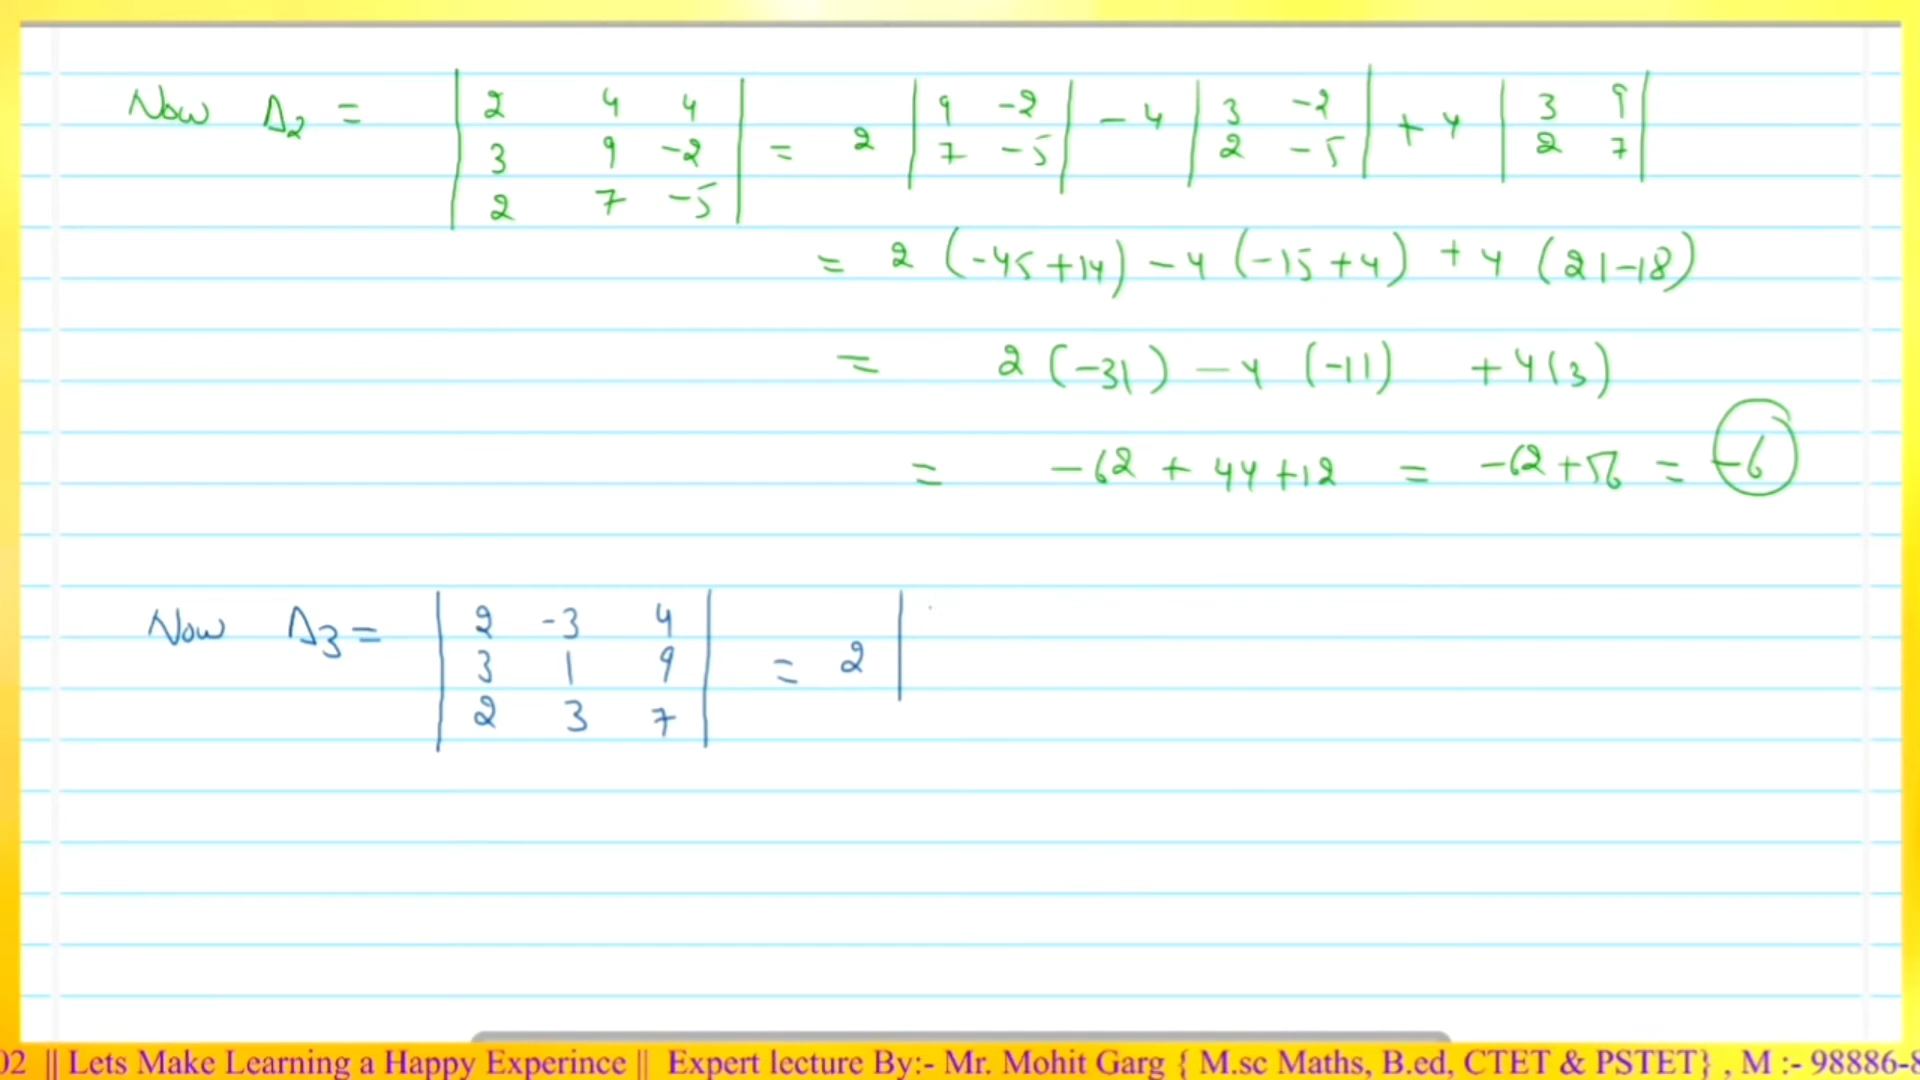 Now Δ2 = | 2 4 4 | = 2 | 9 -2 | - 4 | 3 -2 | + 4 | 3 9 |
| 3 9 -2 | | 7 -5 | | 2 -5 | | 2 7 |
| 2 7 -5 |
= 2 (-45+14) - 4 (-15+4) + 4 (21-18)
= 2 (-31) - 4 (-11) + 4(3)
= -62 + 44 + 12 = -62 + 56 = -6
Now Δ3 = | 2 -3 4 | = 2 |
| 3 1 9 |
| 2 3 7 |
02 || Lets Make Learning a Happy Experince || Expert lecture By:- Mr. Mohit Garg { M.sc Maths, B.ed, CTET & PSTET} , M :- 98886-8